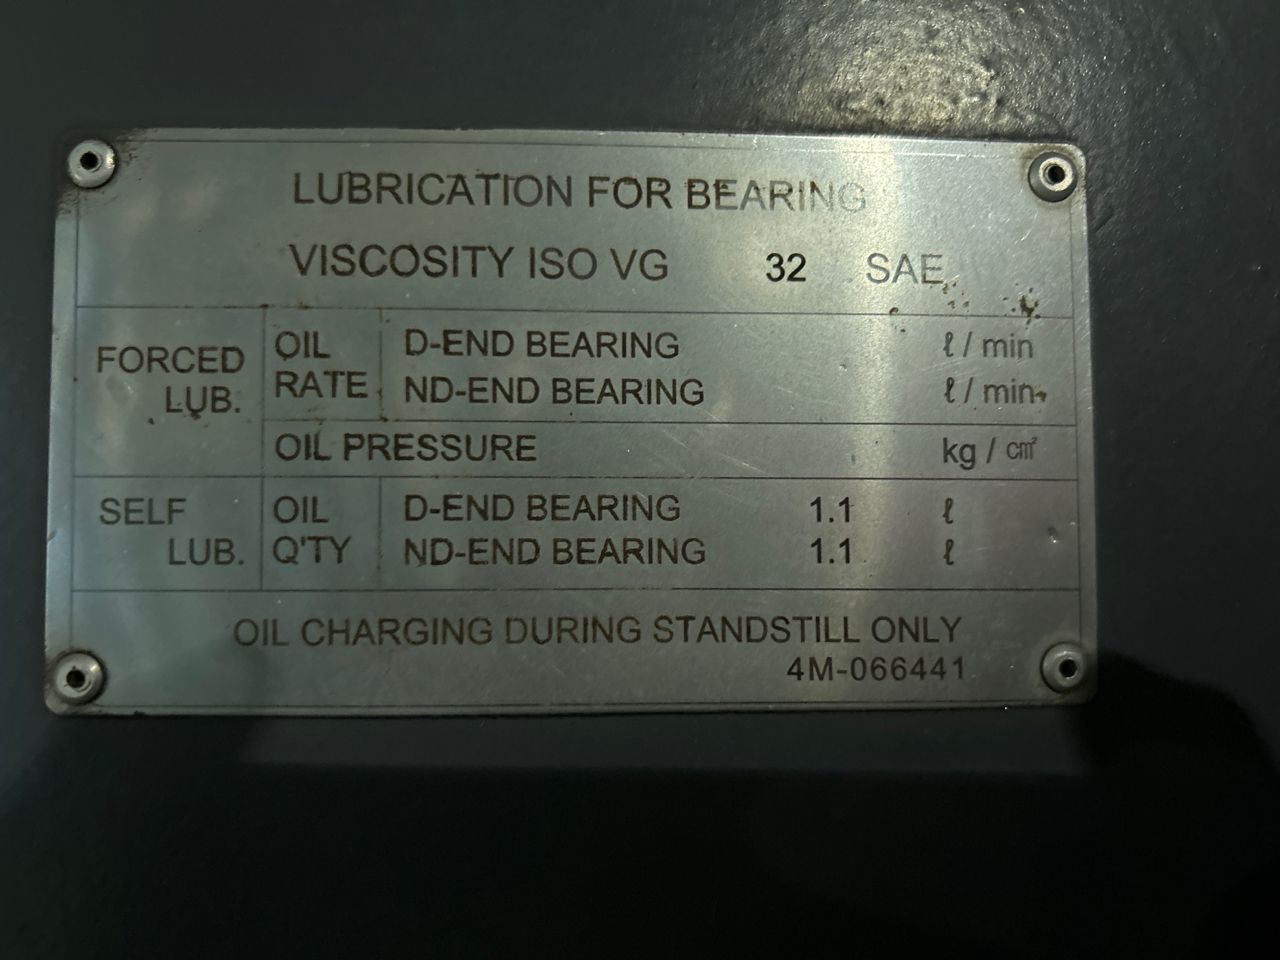 LUBRICATION FOR BEARING
VISCOSITY ISO VG 32 SAE
FORCED LUB.
OIL RATE
D-END BEARING ℓ / min
ND-END BEARING ℓ / min
OIL PRESSURE kg / cm²
SELF LUB.
OIL Q'TY
D-END BEARING 1.1 ℓ
ND-END BEARING 1.1 ℓ
OIL CHARGING DURING STANDSTILL ONLY
4M-066441